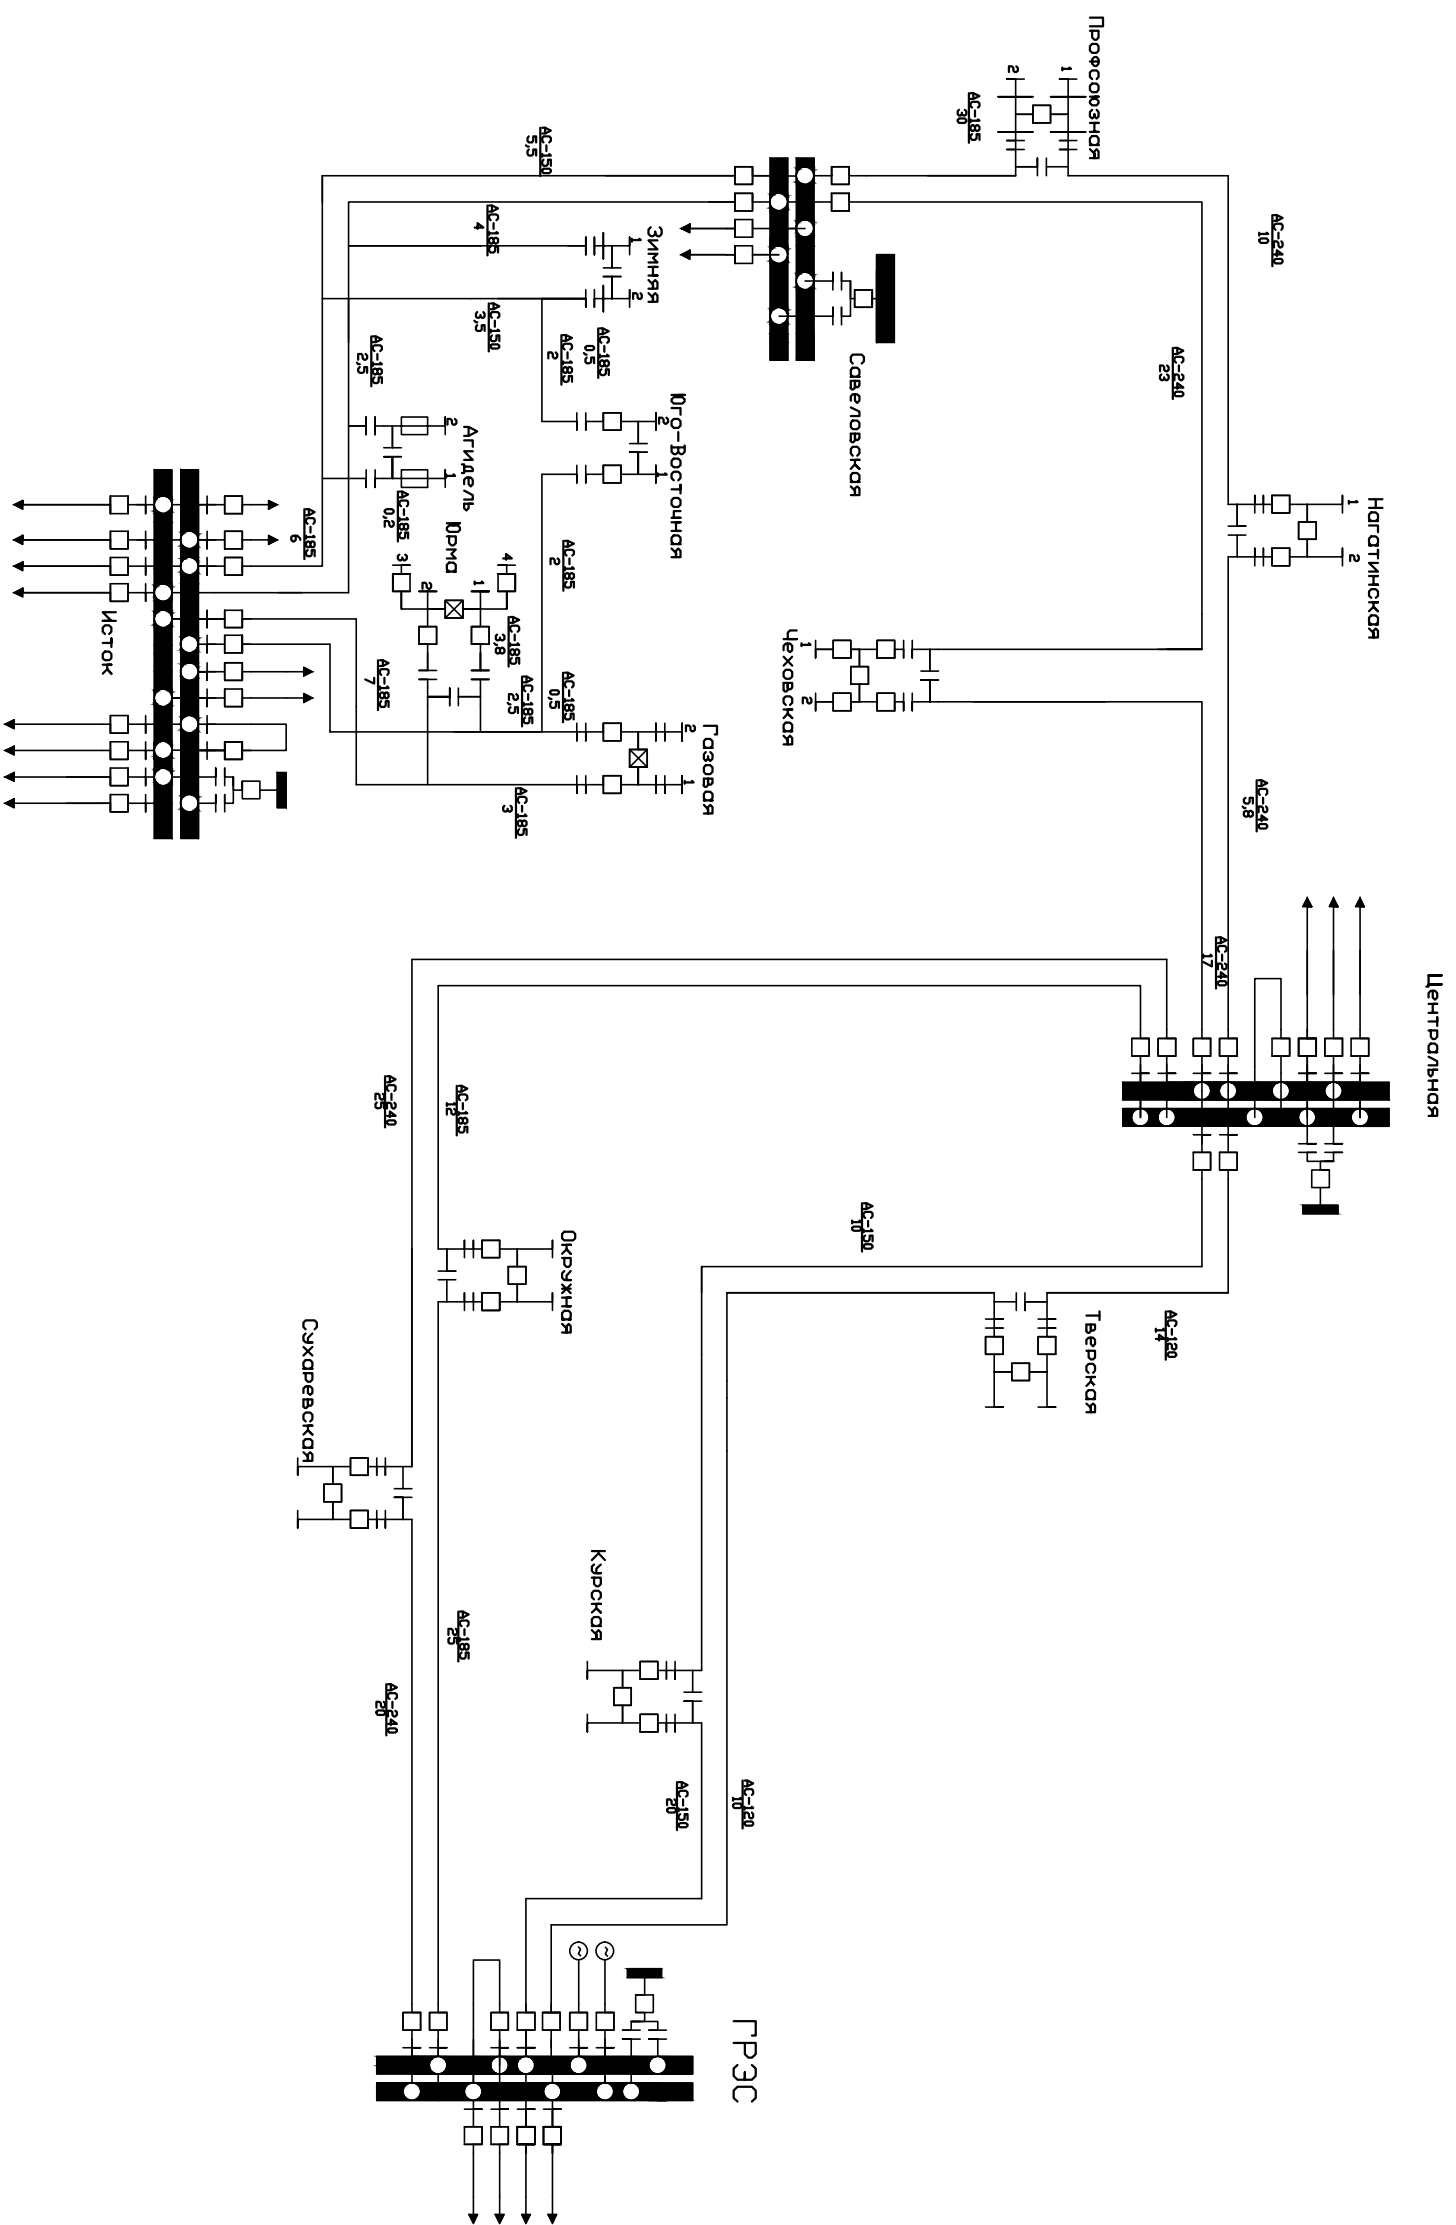 Центральная
Нагатинская
1
2
АС-240
10
АС-240
5,8
АС-240
17
АС-240
23
АС-120
14
Профсоюзная
1
2
АС-185
30
Тверская
Савеловская
АС-150
10
Чеховская
1
2
ГРЭС
АС-120
10
Газовая
2
1
Юго-Восточная
2
1
АС-150
20
Зимняя
1
2
Курская
АС-185
0,5
АС-185
2
АС-185
2
АС-185
0,5
Окружная
АС-150
5,5
АС-185
2,5
АС-185
3
АС-185
3,8
АС-185
4
АС-150
3,5
Агидель
2
1
Юрма
4
3
1
2
АС-185
12
АС-185
25
АС-185
0,2
АС-185
2,5
АС-185
7
АС-240
25
АС-240
20
АС-185
6
Сухаревская
Исток